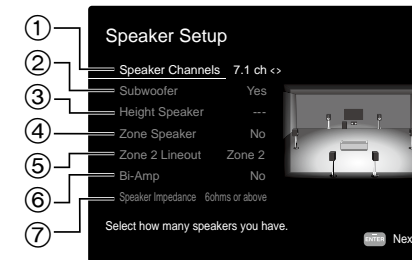 Speaker Setup
① Speaker Channels 7.1 ch <>
② Subwoofer Yes
③ Height Speaker ---
④ Zone Speaker No
⑤ Zone 2 Lineout Zone 2
⑥ Bi-Amp No
⑦ Speaker Impedance 6ohms or above
Select how many speakers you have.
ENTER Nex